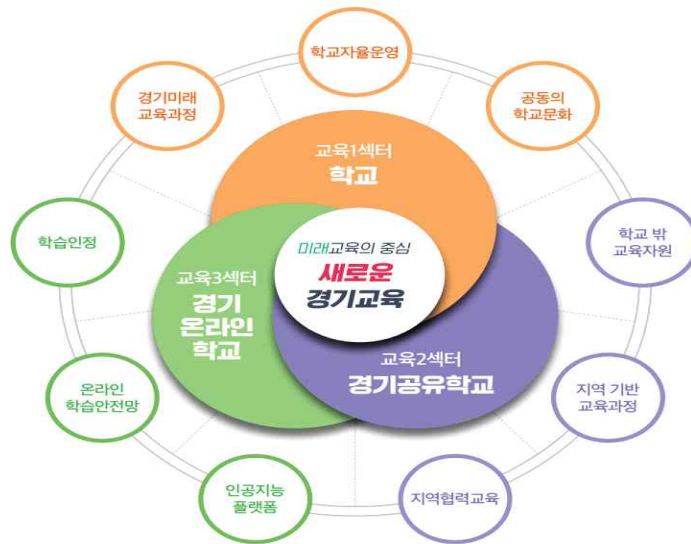 학교자율운영
경기미래
교육과정
공동의
학교문화
교육1섹터
학교
학습인정
학교 밖
교육자원
미래교육의 중심
새로운
경기교육
교육3섹터
경기
온라인
학교
교육2섹터
경기공유학교
온라인
학습안전망
지역 기반
교육과정
인공지능
플랫폼
지역협력교육